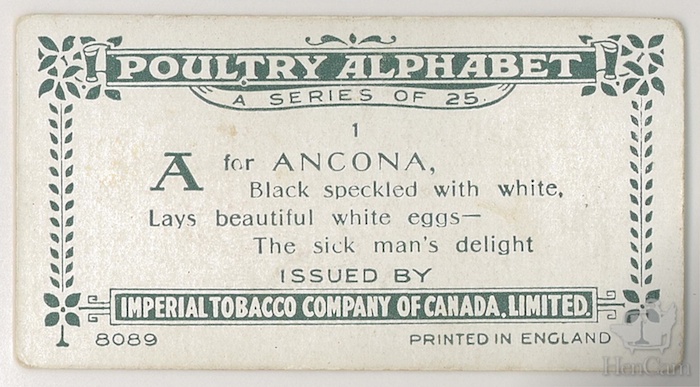 POULTRY ALPHABET
A SERIES OF 25.
1
A for ANCONA,
Black speckled with white,
Lays beautiful white eggs—
The sick man's delight
ISSUED BY
IMPERIAL TOBACCO COMPANY OF CANADA, LIMITED.
8089 PRINTED IN ENGLAND
HenCam